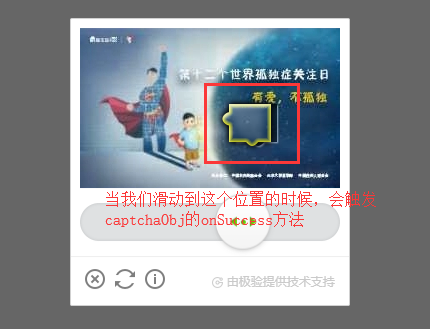 第十二个世界孤独症关注日
有爱，不孤独
当我们滑动到这个位置的时候，会触发
captchaObj的onSuccess方法
由极验提供技术支持